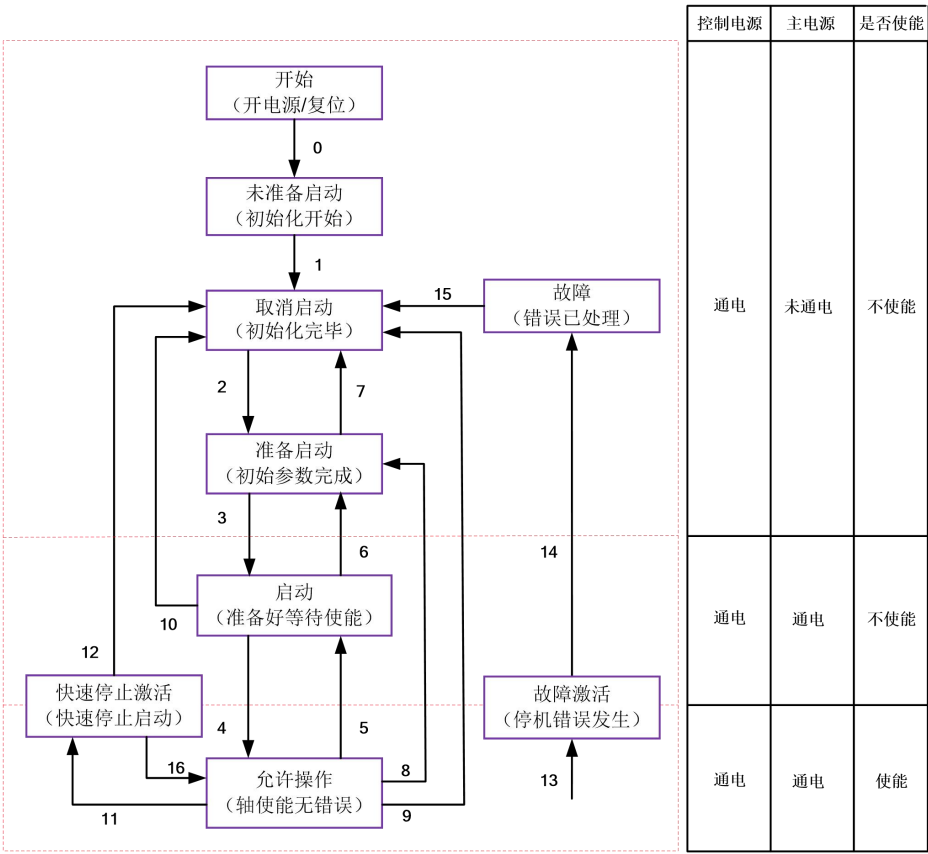 控制电源 主电源 是否使能
开始
（开电源/复位）
0
未准备启动
（初始化开始）
1
取消启动
（初始化完毕）
15
故障
（错误已处理）
通电 未通电 不使能
2
7
准备启动
（初始参数完成）
3
6
14
启动
（准备好等待使能）
10
通电 通电 不使能
12
快速停止激活
（快速停止启动）
故障激活
（停机错误发生）
4
5
16
允许操作
（轴使能无错误）
8
13
通电 通电 使能
11
9